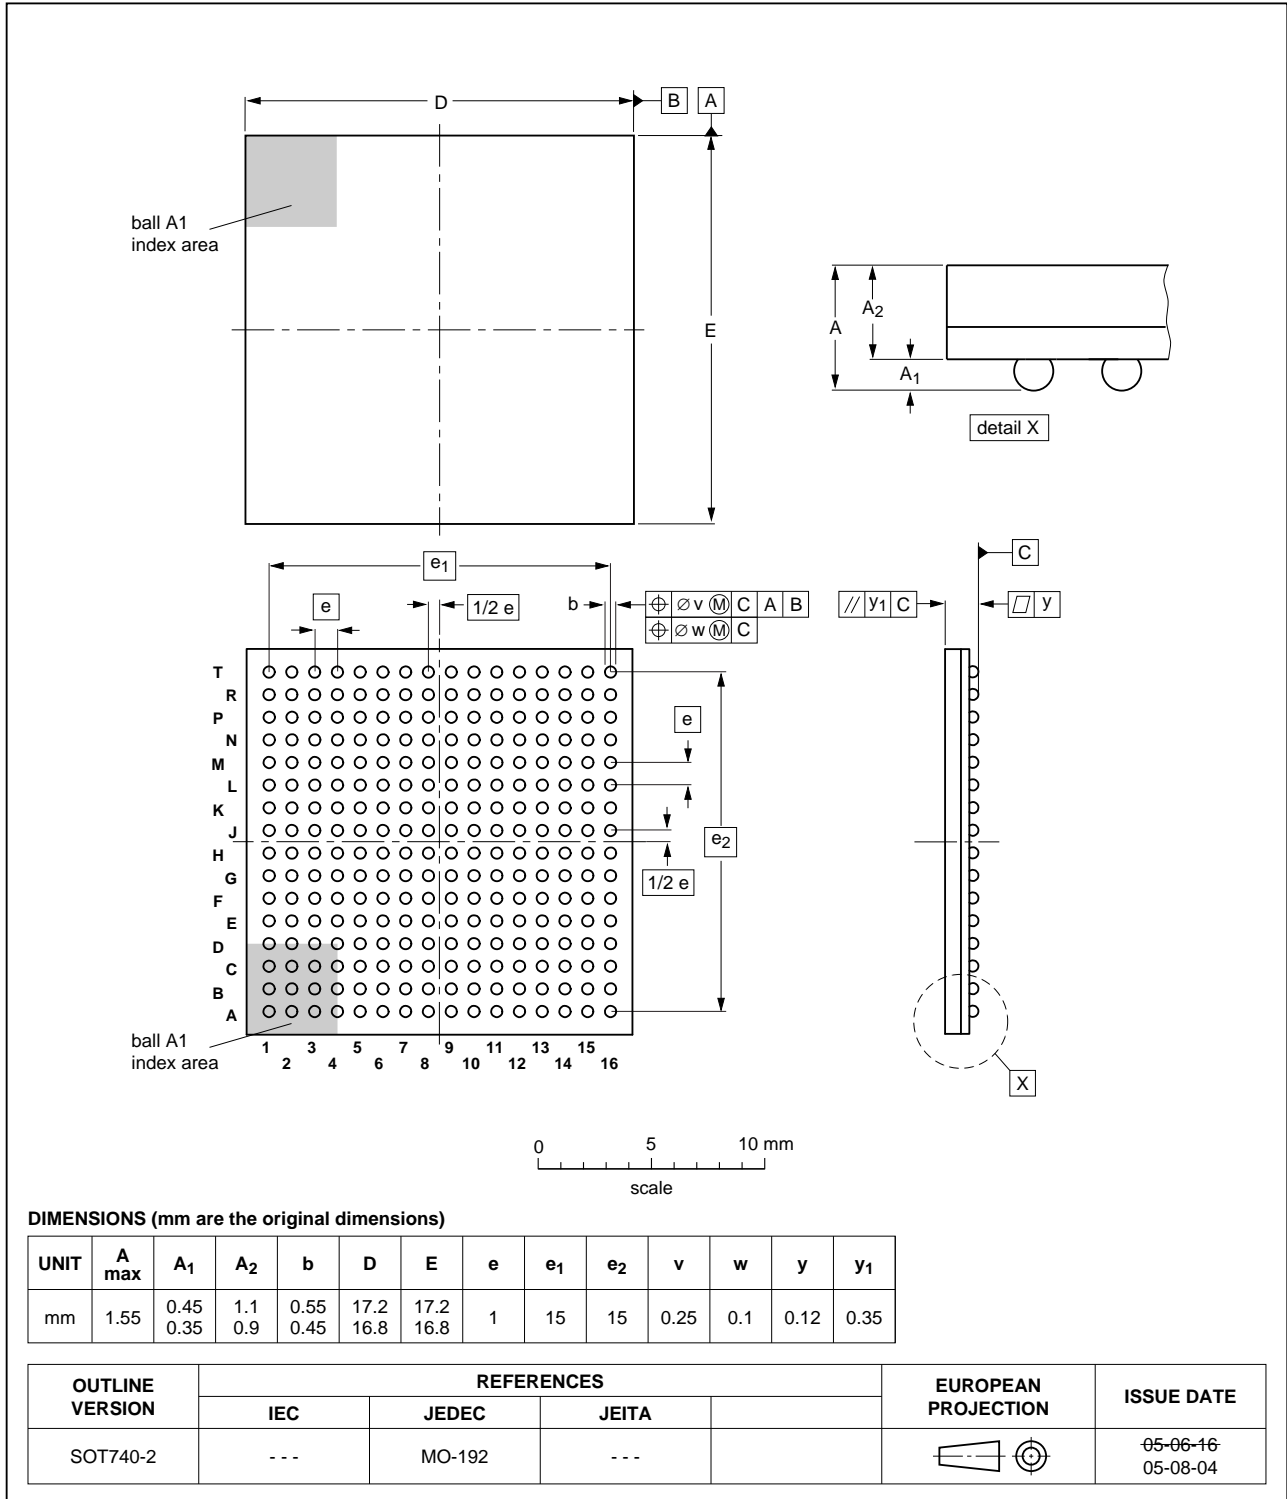 D
B
A
ball A1
index area
E
A
A2
A1
detail X
e1
e
1/2 e
b
⌖ ∅ v Ⓜ C A B
⌖ ∅ w Ⓜ C
// y1 C
C
▱ y
T
R
P
N
M
L
K
J
H
G
F
E
D
C
B
A
e
e2
1/2 e
ball A1
index area
1 3 5 7 9 11 13 15
2 4 6 8 10 12 14 16
X
0 5 10 mm
scale
DIMENSIONS (mm are the original dimensions)
UNIT A max A1 A2 b D E e e1 e2 v w y y1
mm 1.55 0.45 0.35 1.1 0.9 0.55 0.45 17.2 16.8 17.2 16.8 1 15 15 0.25 0.1 0.12 0.35
OUTLINE VERSION REFERENCES EUROPEAN PROJECTION ISSUE DATE
IEC JEDEC JEITA
SOT740-2 - - - MO-192 - - - 05-06-16
05-08-04